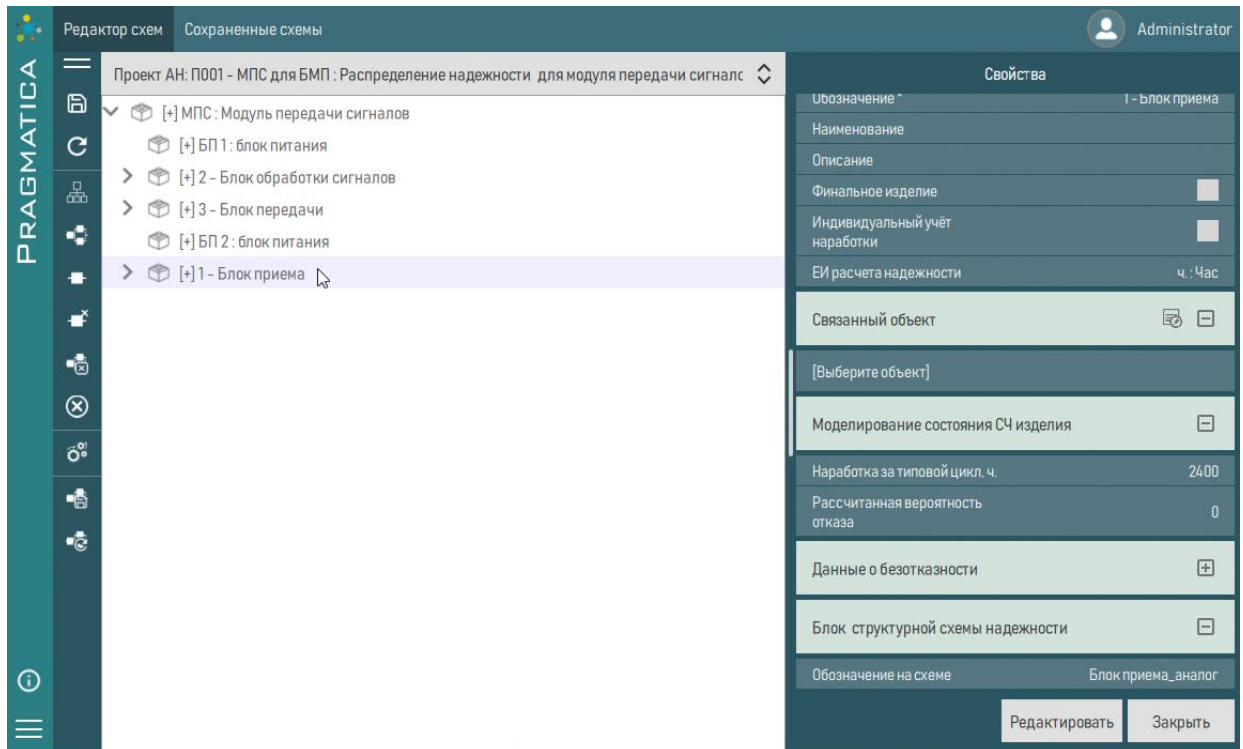 Редактор схем
Сохраненные схемы
Administrator
PRAGMATICA
Проект АН: П001 - МПС для БМП : Распределение надежности для модуля передачи сигналс
[+] МПС : Модуль передачи сигналов
[+] БП 1 : блок питания
[+] 2 - Блок обработки сигналов
[+] 3 - Блок передачи
[+] БП 2 : блок питания
[+] 1 - Блок приема
Свойства
Обозначение * 1 - Блок приема
Наименование
Описание
Финальное изделие
Индивидуальный учёт
наработки
ЕИ расчета надежности ч. : Час
Связанный объект
[Выберите объект]
Моделирование состояния СЧ изделия
Наработка за типовой цикл, ч. 2400
Рассчитанная вероятность
отказа 0
Данные о безотказности
Блок структурной схемы надежности
Обозначение на схеме Блок приема_аналог
Редактировать
Закрыть